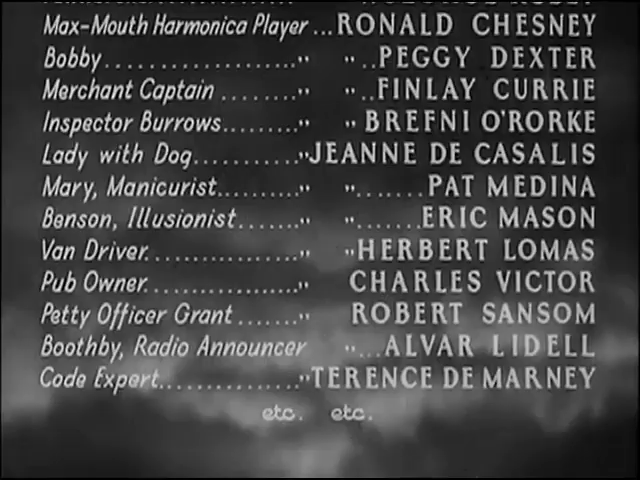 Max-Mouth Harmonica Player ... RONALD CHESNEY
Bobby.................." " .. PEGGY DEXTER
Merchant Captain ........" " .. FINLAY CURRIE
Inspector Burrows........" " BREFNI O'RORKE
Lady with Dog..........." JEANNE DE CASALIS
Mary, Manicurist.........." "....... PAT MEDINA
Benson, Illusionist......." ".......ERIC MASON
Van Driver................" "HERBERT LOMAS
Pub Owner................" CHARLES VICTOR
Petty Officer Grant ......." ROBERT SANSOM
Boothby, Radio Announcer "...ALVAR LIDELL
Code Expert.............."TERENCE DE MARNEY
etc. etc.